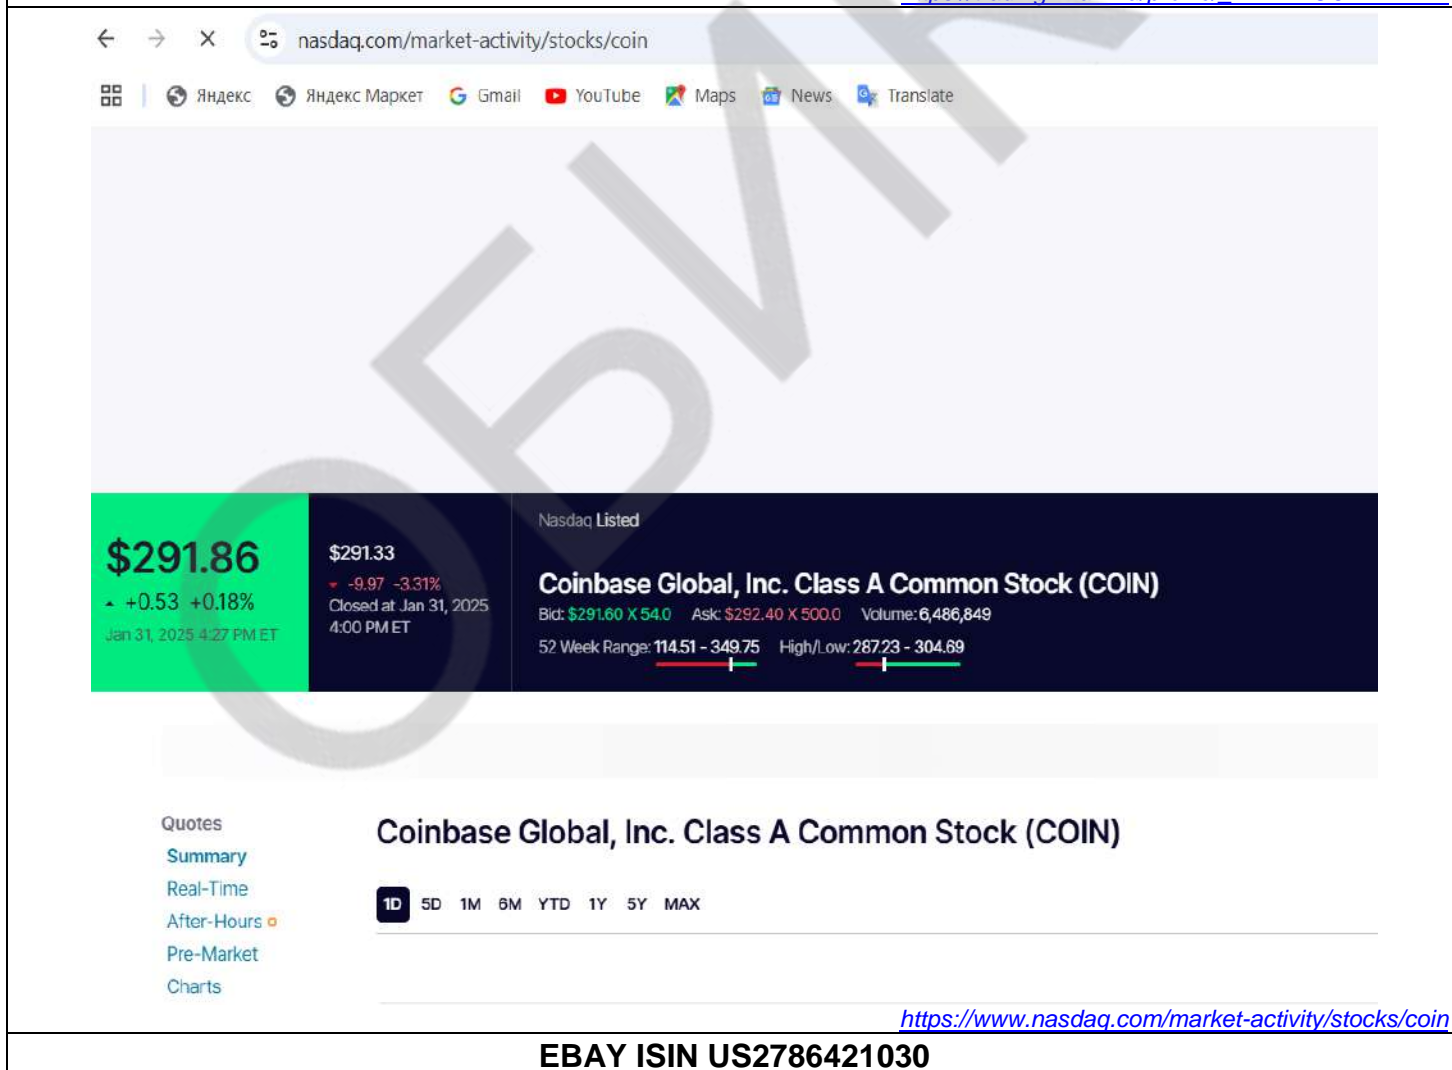 nasdaq.com/market-activity/stocks/coin
Яндекс Яндекс Маркет Gmail YouTube Maps News Translate
ОБИК
Nasdaq Listed
$291.86
+0.53 +0.18%
Jan 31, 2025 4:27 PM ET
$291.33
-9.97 -3.31%
Closed at Jan 31, 2025
4:00 PM ET
Coinbase Global, Inc. Class A Common Stock (COIN)
Bid: $291.60 X 54.0 Ask: $292.40 X 500.0 Volume: 6,486,849
52 Week Range: 114.51 - 349.75 High/Low: 287.23 - 304.69
Quotes
Summary
Real-Time
After-Hours
Pre-Market
Charts
Coinbase Global, Inc. Class A Common Stock (COIN)
1D 5D 1M 6M YTD 1Y 5Y MAX
https://www.nasdaq.com/market-activity/stocks/coin
EBAY ISIN US2786421030